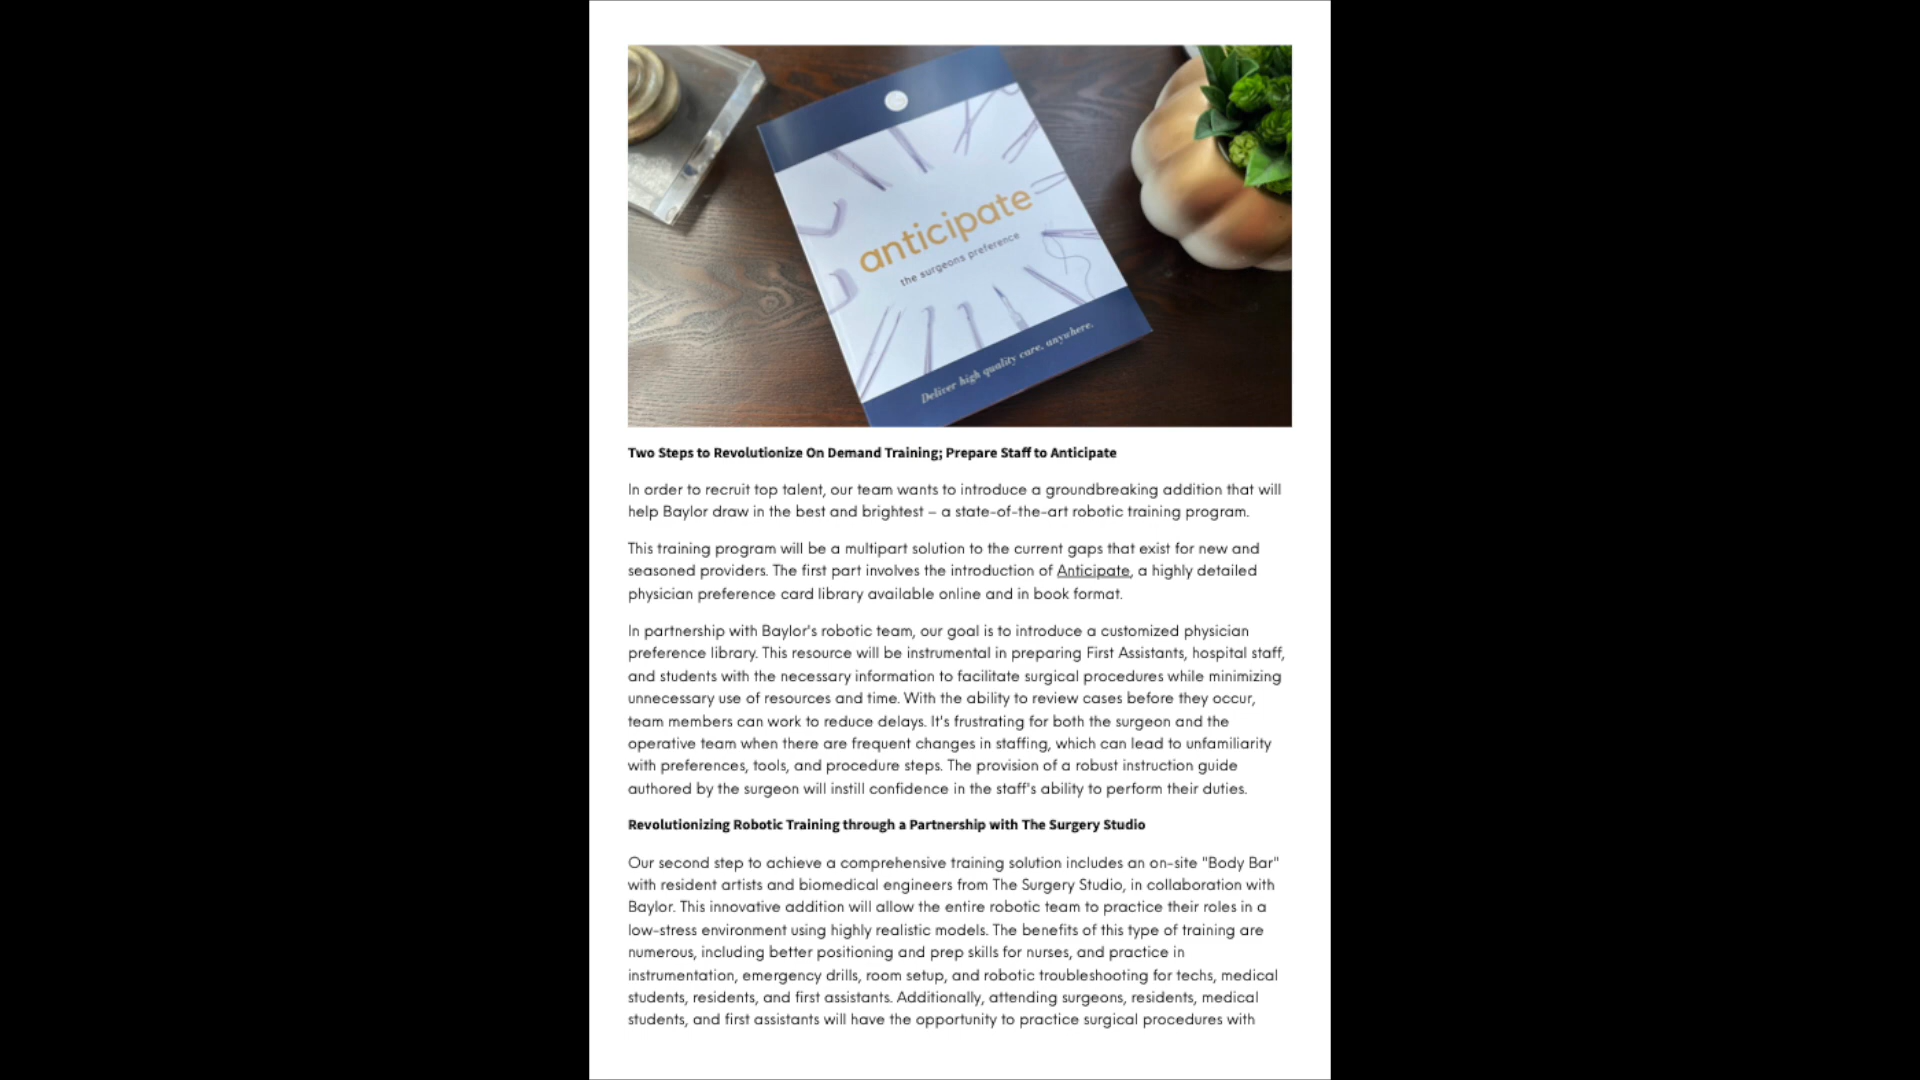 anticipate
the surgeons preference
Deliver high quality care, anywhere.
Two Steps to Revolutionize On Demand Training; Prepare Staff to Anticipate
In order to recruit top talent, our team wants to introduce a groundbreaking addition that will
help Baylor draw in the best and brightest – a state-of-the-art robotic training program.
This training program will be a multipart solution to the current gaps that exist for new and
seasoned providers. The first part involves the introduction of Anticipate, a highly detailed
physician preference card library available online and in book format.
In partnership with Baylor's robotic team, our goal is to introduce a customized physician
preference library. This resource will be instrumental in preparing First Assistants, hospital staff,
and students with the necessary information to facilitate surgical procedures while minimizing
unnecessary use of resources and time. With the ability to review cases before they occur,
team members can work to reduce delays. It's frustrating for both the surgeon and the
operative team when there are frequent changes in staffing, which can lead to unfamiliarity
with preferences, tools, and procedure steps. The provision of a robust instruction guide
authored by the surgeon will instill confidence in the staff's ability to perform their duties.
Revolutionizing Robotic Training through a Partnership with The Surgery Studio
Our second step to achieve a comprehensive training solution includes an on-site "Body Bar"
with resident artists and biomedical engineers from The Surgery Studio, in collaboration with
Baylor. This innovative addition will allow the entire robotic team to practice their roles in a
low-stress environment using highly realistic models. The benefits of this type of training are
numerous, including better positioning and prep skills for nurses, and practice in
instrumentation, emergency drills, room setup, and robotic troubleshooting for techs, medical
students, residents, and first assistants. Additionally, attending surgeons, residents, medical
students, and first assistants will have the opportunity to practice surgical procedures with